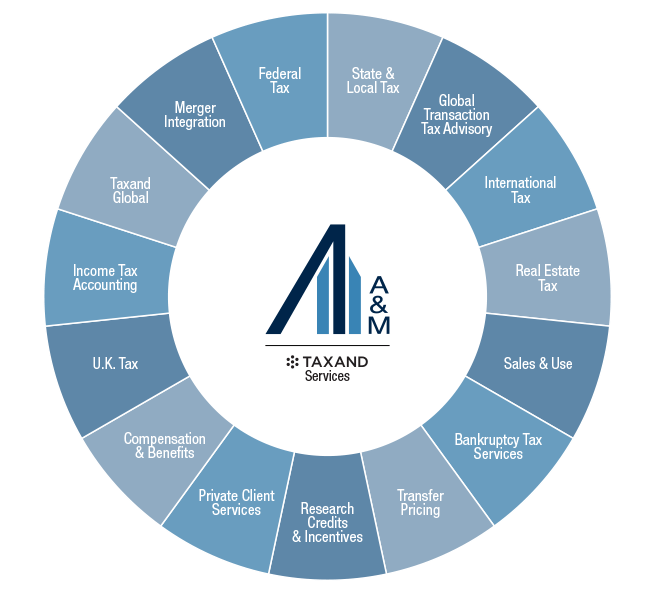 Federal
Tax
State &
Local Tax
Global
Transaction
Tax Advisory
International
Tax
Real Estate
Tax
Sales & Use
Bankruptcy Tax
Services
Transfer
Pricing
Research
Credits
& Incentives
Private Client
Services
Compensation
& Benefits
U.K. Tax
Income Tax
Accounting
Taxand
Global
Merger
Integration
A
&
M
TAXAND
Services